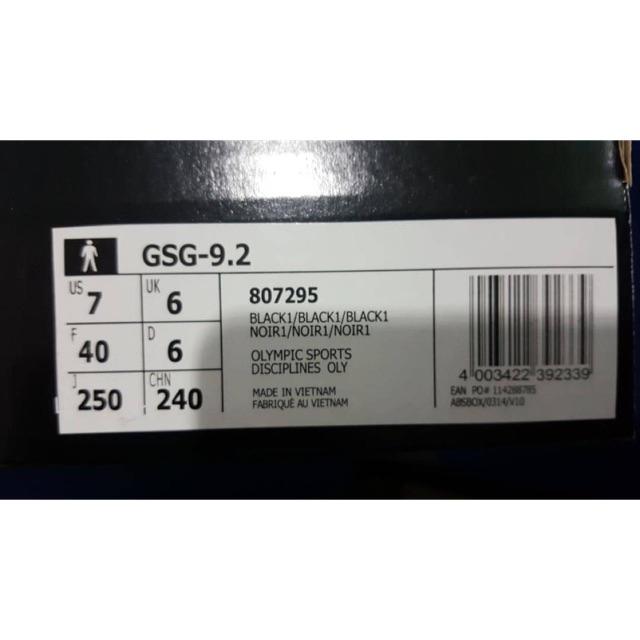 GSG-9.2
US 7 UK 6
F 40 D 6
J 250 CHN 240
807295
BLACK1/BLACK1/BLACK1
NOIR1/NOIR1/NOIR1
OLYMPIC SPORTS
DISCIPLINES OLY
MADE IN VIETNAM
FABRIQUÉ AU VIETNAM
4 003422 392339
EAN PO# 114288785
ABSBOX/0314/V10